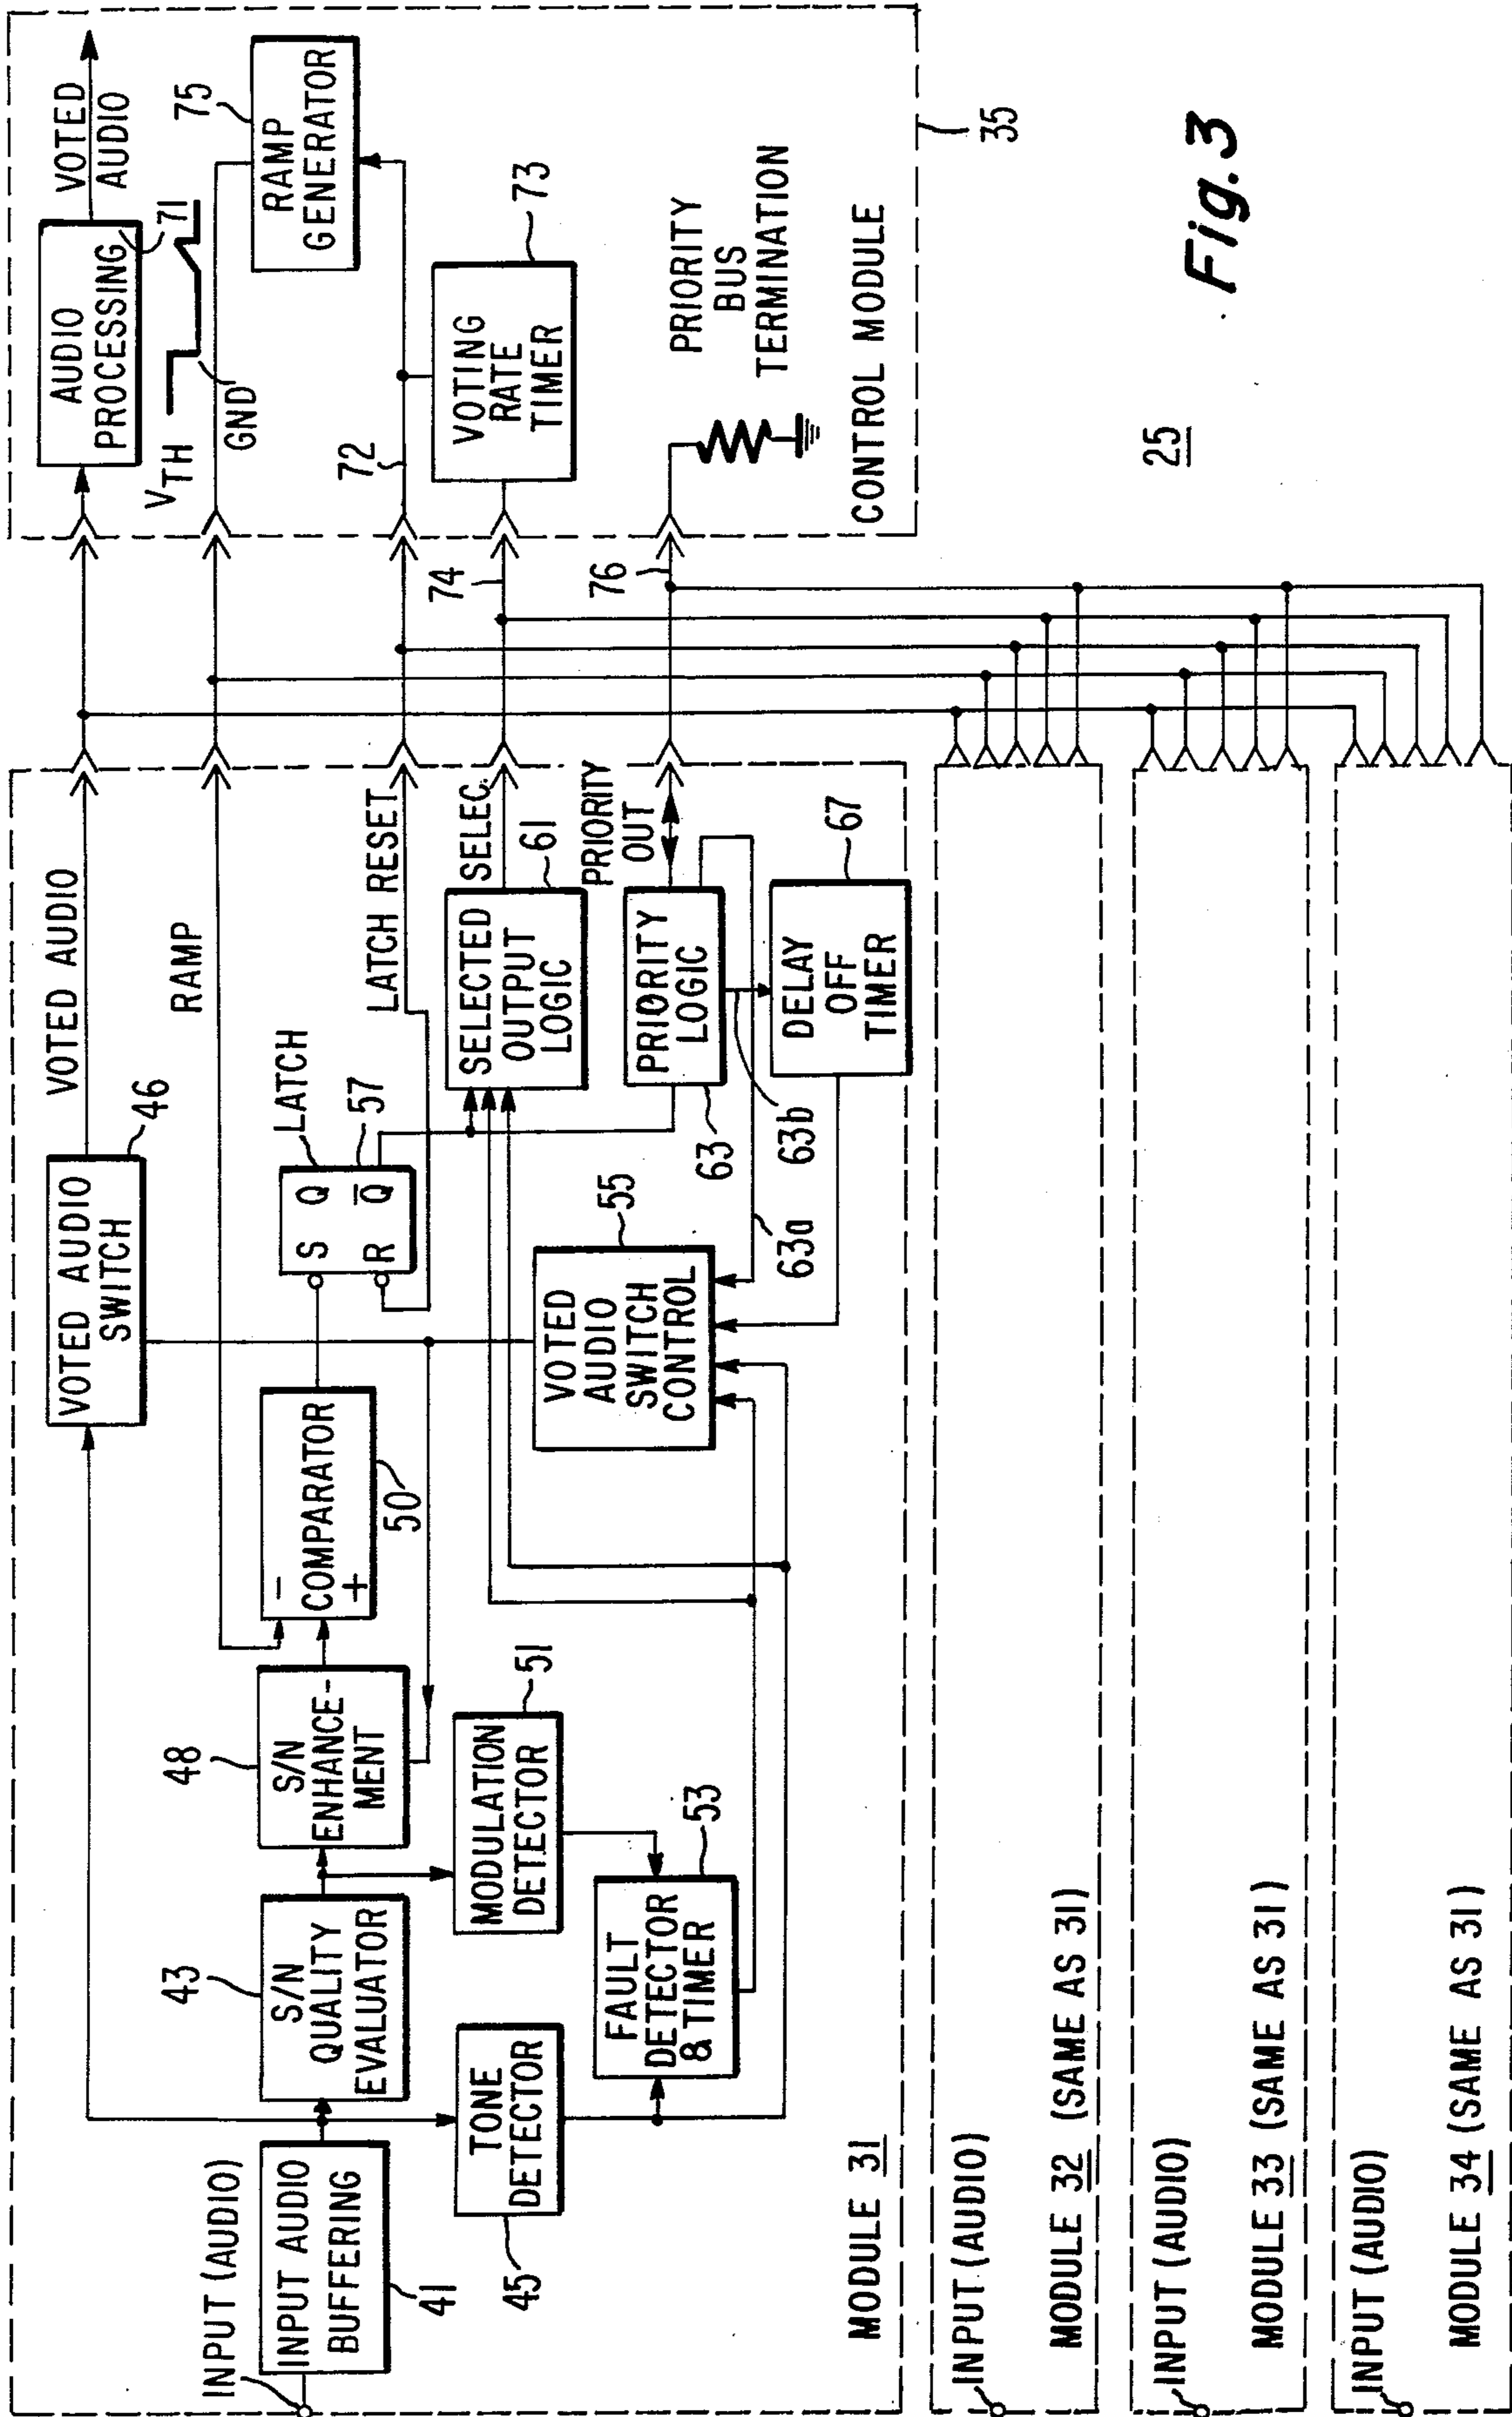 INPUT (AUDIO)
INPUT AUDIO
BUFFERING
41
43
S/N
QUALITY
EVALUATOR
48
S/N
ENHANCE-
MENT
-
COMPARATOR
+
50
VOTED AUDIO
SWITCH
46
VOTED AUDIO
RAMP
LATCH
S Q
R Q̅
57
LATCH RESET
TONE
DETECTOR
45
MODULATION
DETECTOR
51
FAULT
DETECTOR
& TIMER
53
VOTED
AUDIO
SWITCH
CONTROL
55
SELECTED
OUTPUT
LOGIC
61
SELEC.
PRIORITY
OUT
PRIORITY
LOGIC
63
63b
63a
DELAY
OFF
TIMER
67
MODULE 31
INPUT (AUDIO)
MODULE 32 (SAME AS 31)
INPUT (AUDIO)
MODULE 33 (SAME AS 31)
INPUT (AUDIO)
MODULE 34 (SAME AS 31)
AUDIO
PROCESSING
71
VOTED
AUDIO
VTH
GND
75
RAMP
GENERATOR
72
VOTING
RATE
TIMER
73
74
76
PRIORITY
BUS
TERMINATION
CONTROL MODULE
35
25
Fig. 3